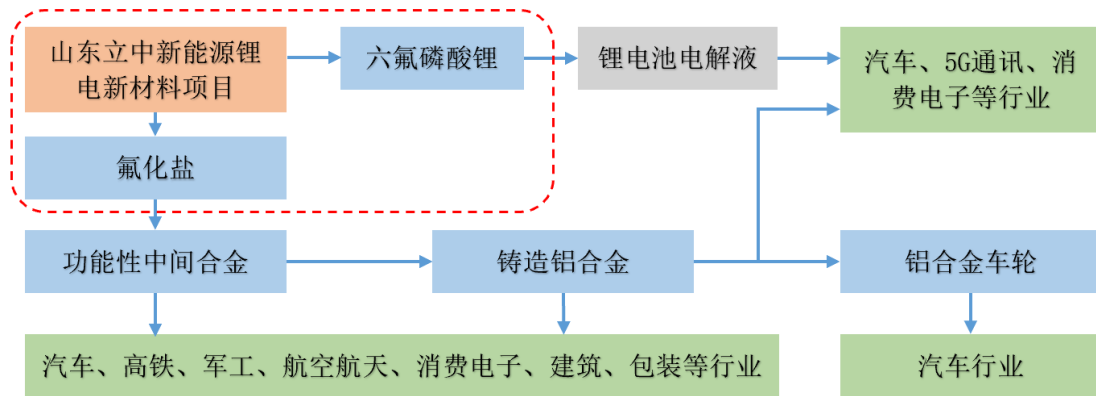 山东立中新能源锂
电新材料项目
六氟磷酸锂
锂电池电解液
汽车、5G通讯、消
费电子等行业
氟化盐
功能性中间合金
铸造铝合金
铝合金车轮
汽车、高铁、军工、航空航天、消费电子、建筑、包装等行业
汽车行业